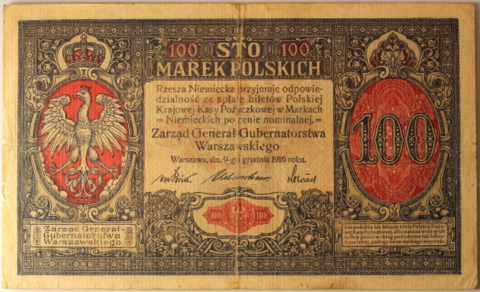 100 STO 100
MAREK POLSKICH
Rzesza Niemiecka przyjmuje odpowie-
dzialność za spłatę biletów Polskiej
Krajowej Kasy Pożyczkowej w Markach
Niemieckich po cenie nominalnej.
Zarząd Generał-Gubernatorstwa
Warszawskiego
Warszawa, dn. 9-go grudnia 1916 roku.
100
100 100
Zarząd Generał-
Gubernatorstwa
Warszawskiego.